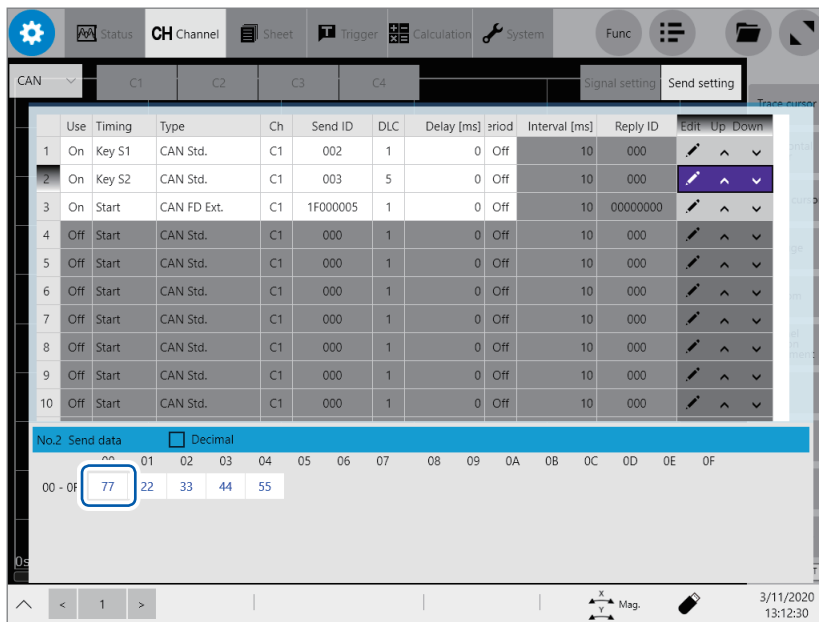 Status CH Channel Sheet Trigger Calculation System Func
CAN C1 C2 C3 C4 Signal setting Send setting
Trace cursor
Use Timing Type Ch Send ID DLC Delay [ms] eriod Interval [ms] Reply ID Edit Up Down
1 On Key S1 CAN Std. C1 002 1 0 Off 10 000
2 On Key S2 CAN Std. C1 003 5 0 Off 10 000
3 On Start CAN FD Ext. C1 1F000005 1 0 Off 10 00000000
4 Off Start CAN Std. C1 000 1 0 Off 10 000
5 Off Start CAN Std. C1 000 1 0 Off 10 000
6 Off Start CAN Std. C1 000 1 0 Off 10 000
7 Off Start CAN Std. C1 000 1 0 Off 10 000
8 Off Start CAN Std. C1 000 1 0 Off 10 000
9 Off Start CAN Std. C1 000 1 0 Off 10 000
10 Off Start CAN Std. C1 000 1 0 Off 10 000
No.2 Send data Decimal
00 01 02 03 04 05 06 07 08 09 0A 0B 0C 0D 0E 0F
00 - 0F 77 22 33 44 55
0s
< 1 > X Y Mag. 3/11/2020
13:12:30